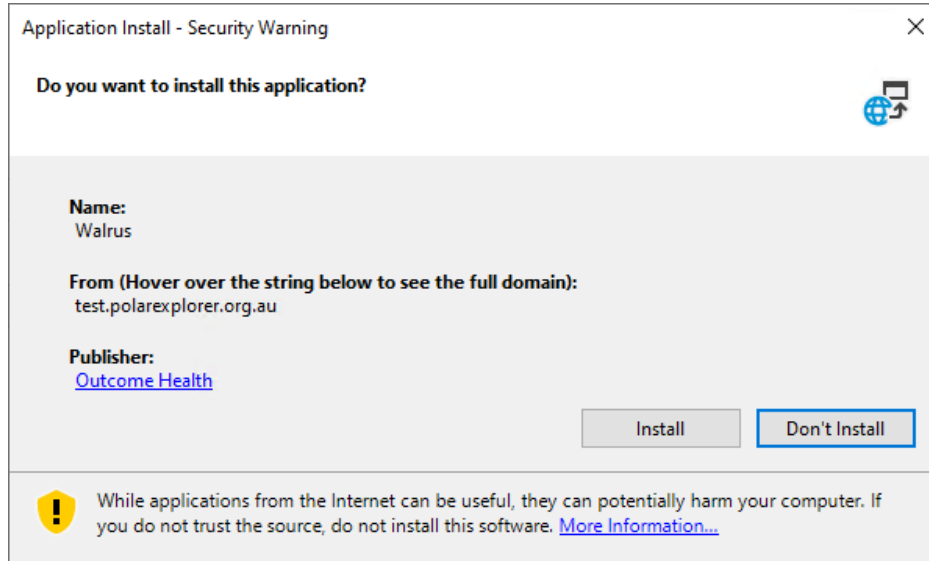 Application Install - Security Warning
Do you want to install this application?
Name:
Walrus
From (Hover over the string below to see the full domain):
test.polarexplorer.org.au
Publisher:
Outcome Health
Install
Don't Install
While applications from the Internet can be useful, they can potentially harm your computer. If
you do not trust the source, do not install this software. More Information...